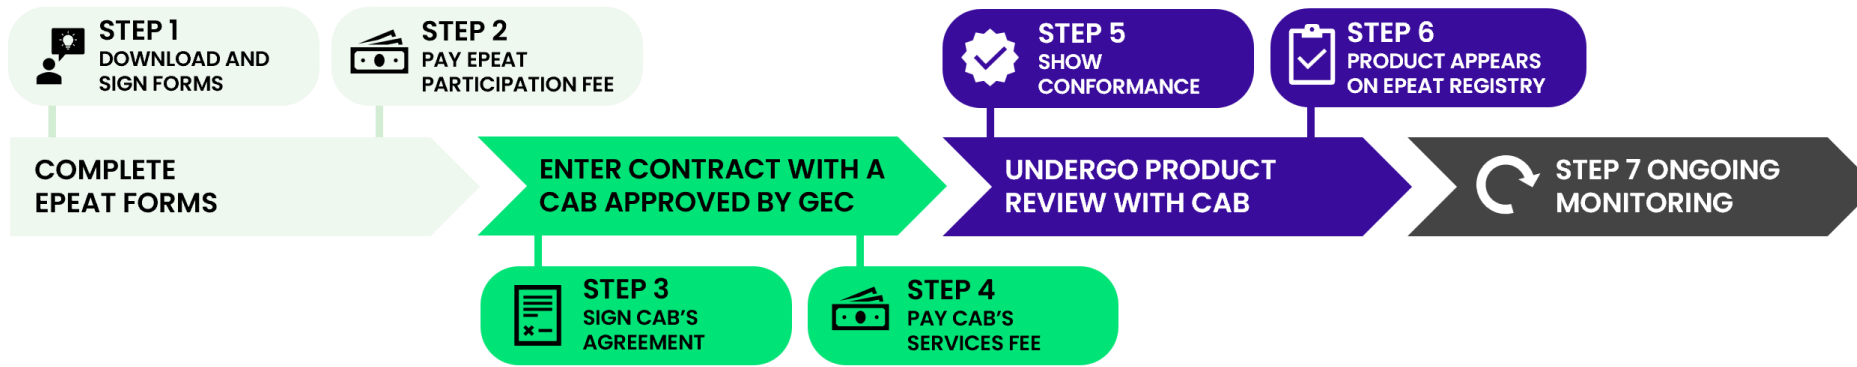 STEP 1
DOWNLOAD AND
SIGN FORMS
STEP 2
PAY EPEAT
PARTICIPATION FEE
COMPLETE
EPEAT FORMS
ENTER CONTRACT WITH A
CAB APPROVED BY GEC
STEP 3
SIGN CAB'S
AGREEMENT
STEP 4
PAY CAB'S
SERVICES FEE
STEP 5
SHOW
CONFORMANCE
STEP 6
PRODUCT APPEARS
ON EPEAT REGISTRY
UNDERGO PRODUCT
REVIEW WITH CAB
STEP 7 ONGOING
MONITORING